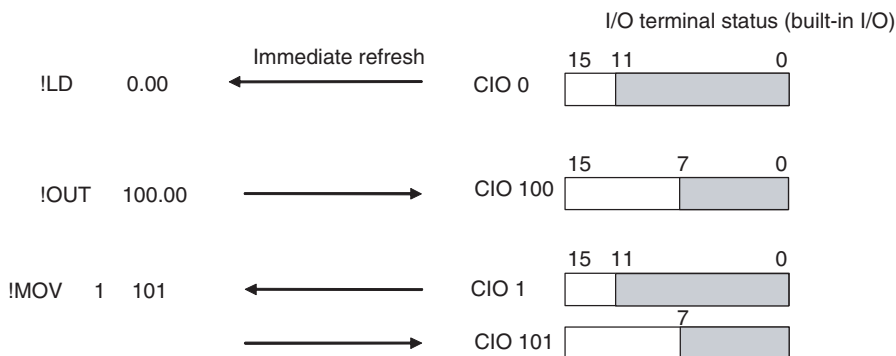 I/O terminal status (built-in I/O)
Immediate refresh
15 11 0
!LD 0.00 CIO 0
15 7 0
!OUT 100.00 CIO 100
15 11 0
!MOV 1 101 CIO 1
7
CIO 101